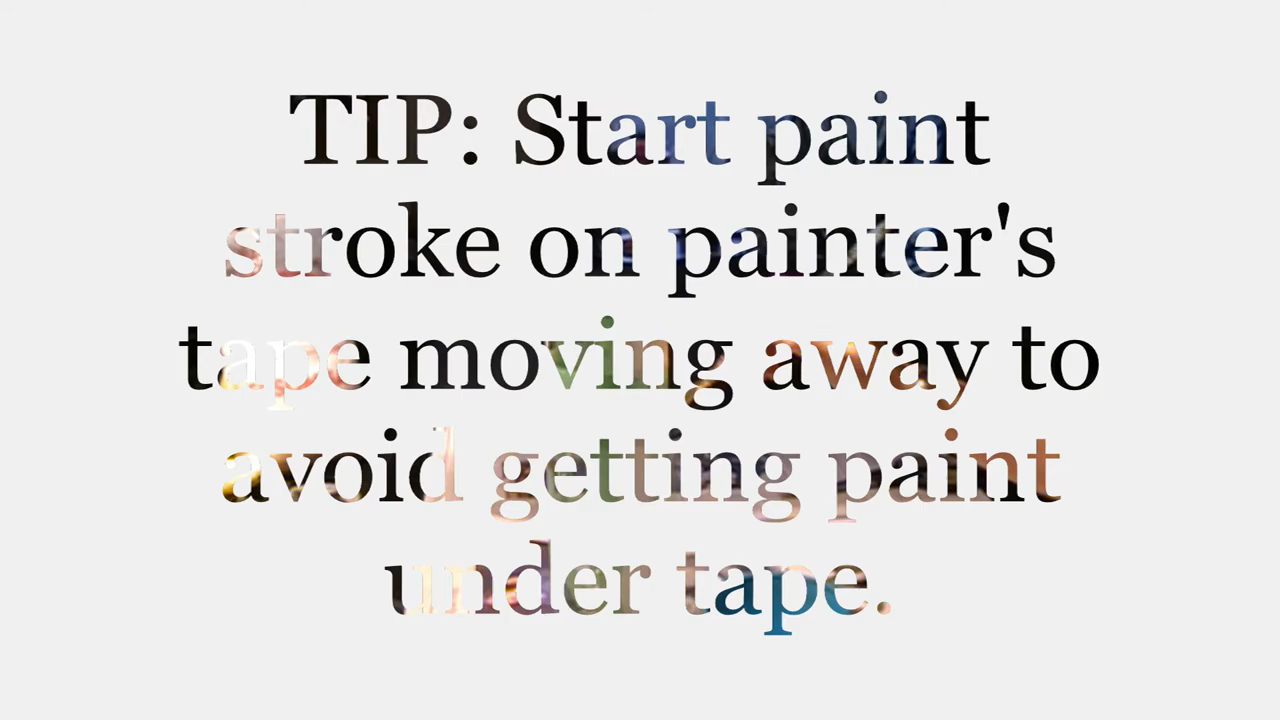 TIP: Start paint
stroke on painter's
tape moving away to
avoid getting paint
under tape.